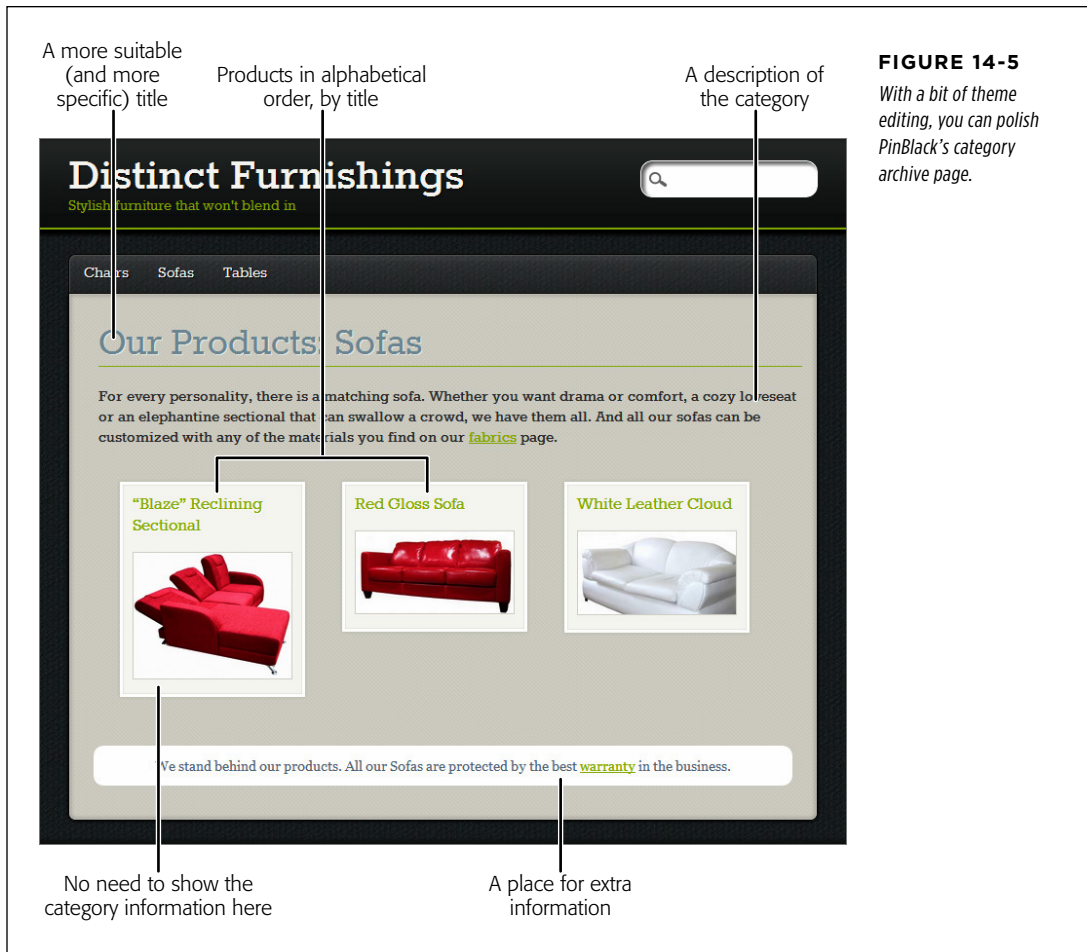 A more suitable
(and more
specific) title
Products in alphabetical
order, by title
A description of
the category
FIGURE 14-5
With a bit of theme
editing, you can polish
PinBlack's category
archive page.
Distinct Furnishings
Stylish furniture that won't blend in
Chairs Sofas Tables
Our Products: Sofas
For every personality, there is a matching sofa. Whether you want drama or comfort, a cozy loveseat
or an elephantine sectional that can swallow a crowd, we have them all. And all our sofas can be
customized with any of the materials you find on our fabrics page.
"Blaze" Reclining
Sectional
Red Gloss Sofa
White Leather Cloud
We stand behind our products. All our Sofas are protected by the best warranty in the business.
No need to show the
category information here
A place for extra
information